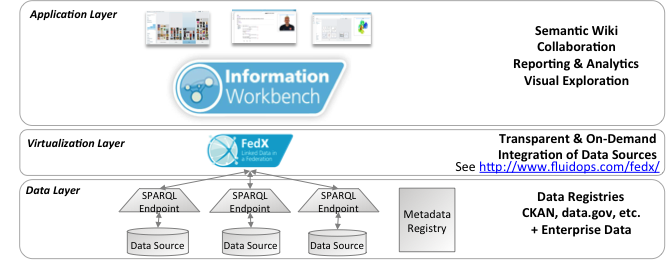 Application Layer
Semantic Wiki
Collaboration
Reporting & Analytics
Visual Exploration
Information
Workbench
Virtualization Layer
FedX
Linked Data in
a Federation
Transparent & On-Demand
Integration of Data Sources
See http://www.fluidops.com/fedx/
Data Layer
SPARQL
Endpoint
SPARQL
Endpoint
SPARQL
Endpoint
Data Source
Data Source
Data Source
Metadata
Registry
Data Registries
CKAN, data.gov, etc.
+ Enterprise Data